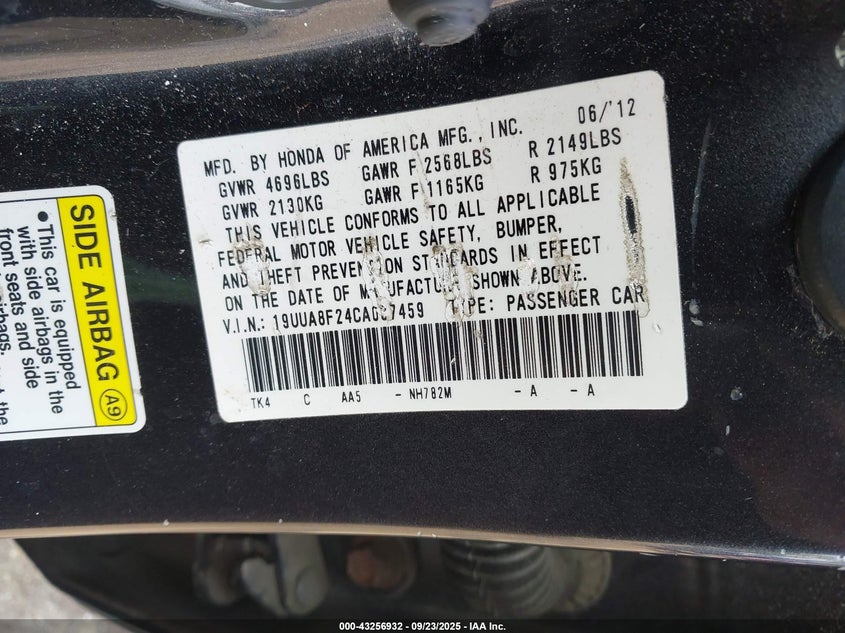 MFD. BY HONDA OF AMERICA MFG., INC. 06/'12
GVWR 4696LBS GAWR F 2568LBS R 2149LBS
GVWR 2130KG GAWR F 1165KG R 975KG
THIS VEHICLE CONFORMS TO ALL APPLICABLE
FEDERAL MOTOR VEHICLE SAFETY, BUMPER,
AND THEFT PREVENTION STANDARDS IN EFFECT
ON THE DATE OF MANUFACTURE SHOWN ABOVE.
V.I.N.: TYPE: PASSENGER CAR
TK4 C AA5 - NH782M - A - A
SIDE AIRBAG A9
•This car is equipped
with side airbags in the
front seats and side
the
000-43256932 - 09/23/2025 - IAA Inc.